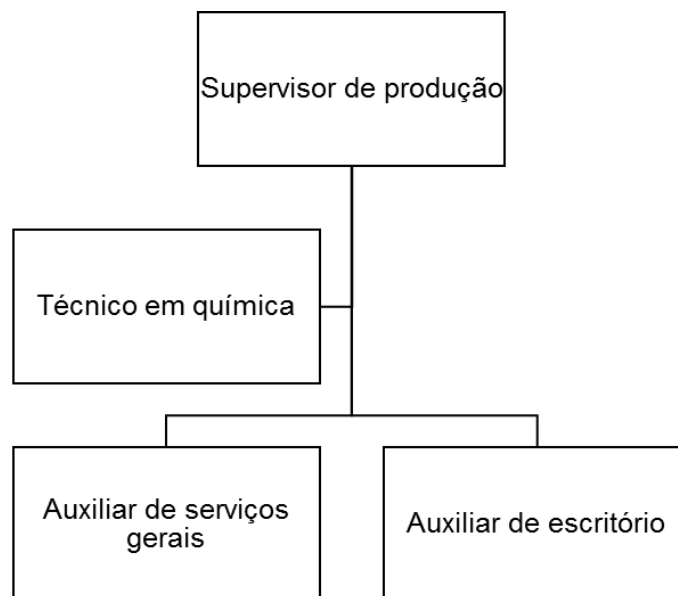 Supervisor de produção
Técnico em química
Auxiliar de serviços
gerais
Auxiliar de escritório